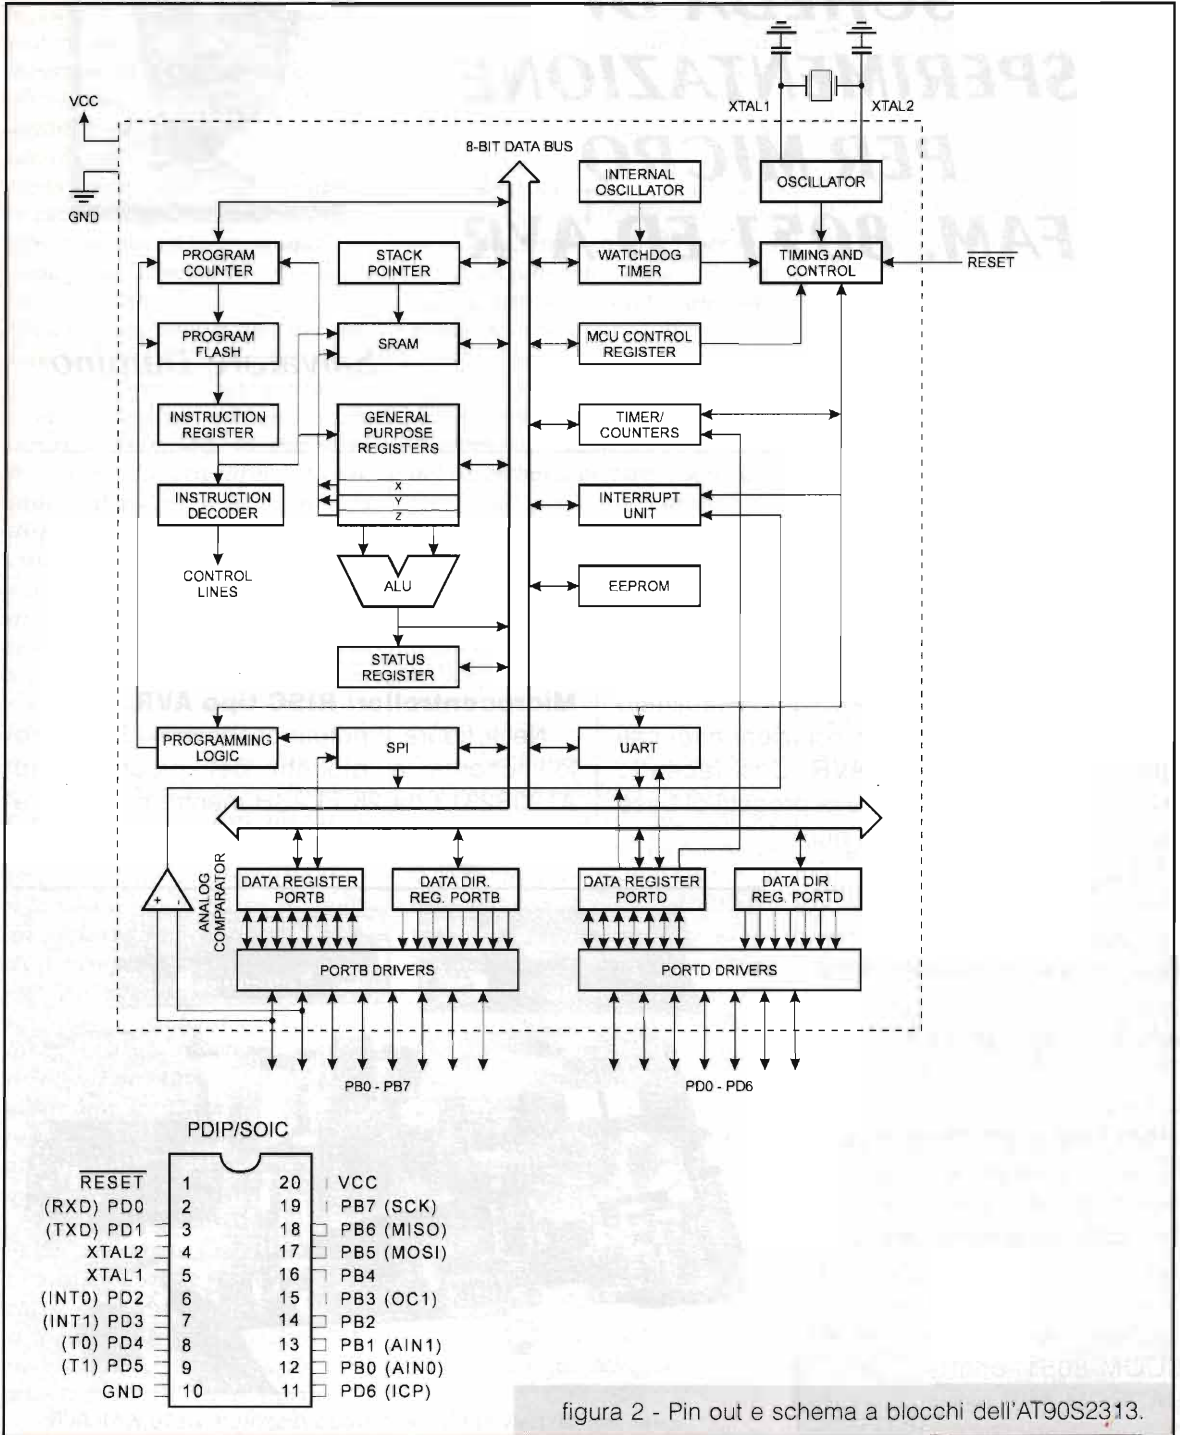 XTAL1
XTAL2
VCC
GND
8-BIT DATA BUS
INTERNAL
OSCILLATOR
OSCILLATOR
PROGRAM
COUNTER
STACK
POINTER
WATCHDOG
TIMER
TIMING AND
CONTROL
RESET
PROGRAM
FLASH
SRAM
MCU CONTROL
REGISTER
INSTRUCTION
REGISTER
GENERAL
PURPOSE
REGISTERS
X
Y
Z
TIMER/
COUNTERS
INSTRUCTION
DECODER
INTERRUPT
UNIT
CONTROL
LINES
ALU
EEPROM
STATUS
REGISTER
PROGRAMMING
LOGIC
SPI
UART
+ -
ANALOG
COMPARATOR
DATA REGISTER
PORTB
DATA DIR.
REG. PORTB
DATA REGISTER
PORTD
DATA DIR.
REG. PORTD
PORTB DRIVERS
PORTD DRIVERS
PB0 - PB7
PD0 - PD6
PDIP/SOIC
RESET 1 20 VCC
(RXD) PD0 2 19 PB7 (SCK)
(TXD) PD1 3 18 PB6 (MISO)
XTAL2 4 17 PB5 (MOSI)
XTAL1 5 16 PB4
(INT0) PD2 6 15 PB3 (OC1)
(INT1) PD3 7 14 PB2
(T0) PD4 8 13 PB1 (AIN1)
(T1) PD5 9 12 PB0 (AIN0)
GND 10 11 PD6 (ICP)
figura 2 - Pin out e schema a blocchi dell'AT90S2313.